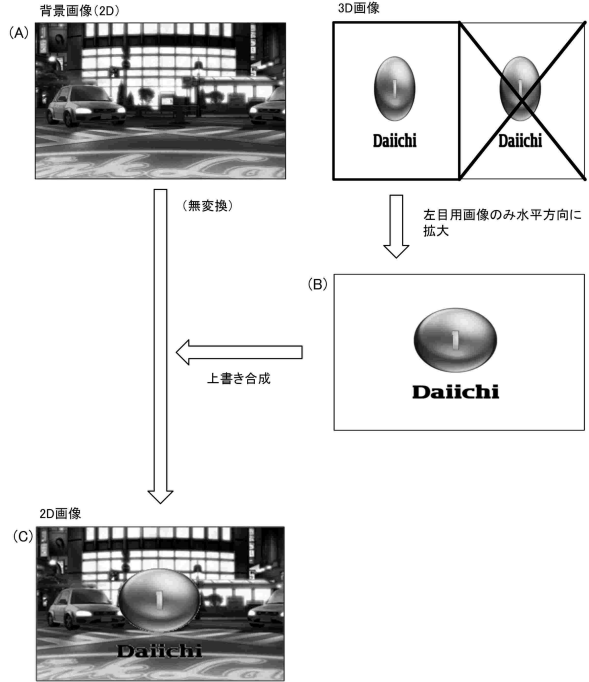 背景画像(2D)
3D画像
(A)
Daiichi
Daiichi
(無変換)
左目用画像のみ水平方向に
拡大
(B)
Daiichi
上書き合成
2D画像
(C)
Daiichi